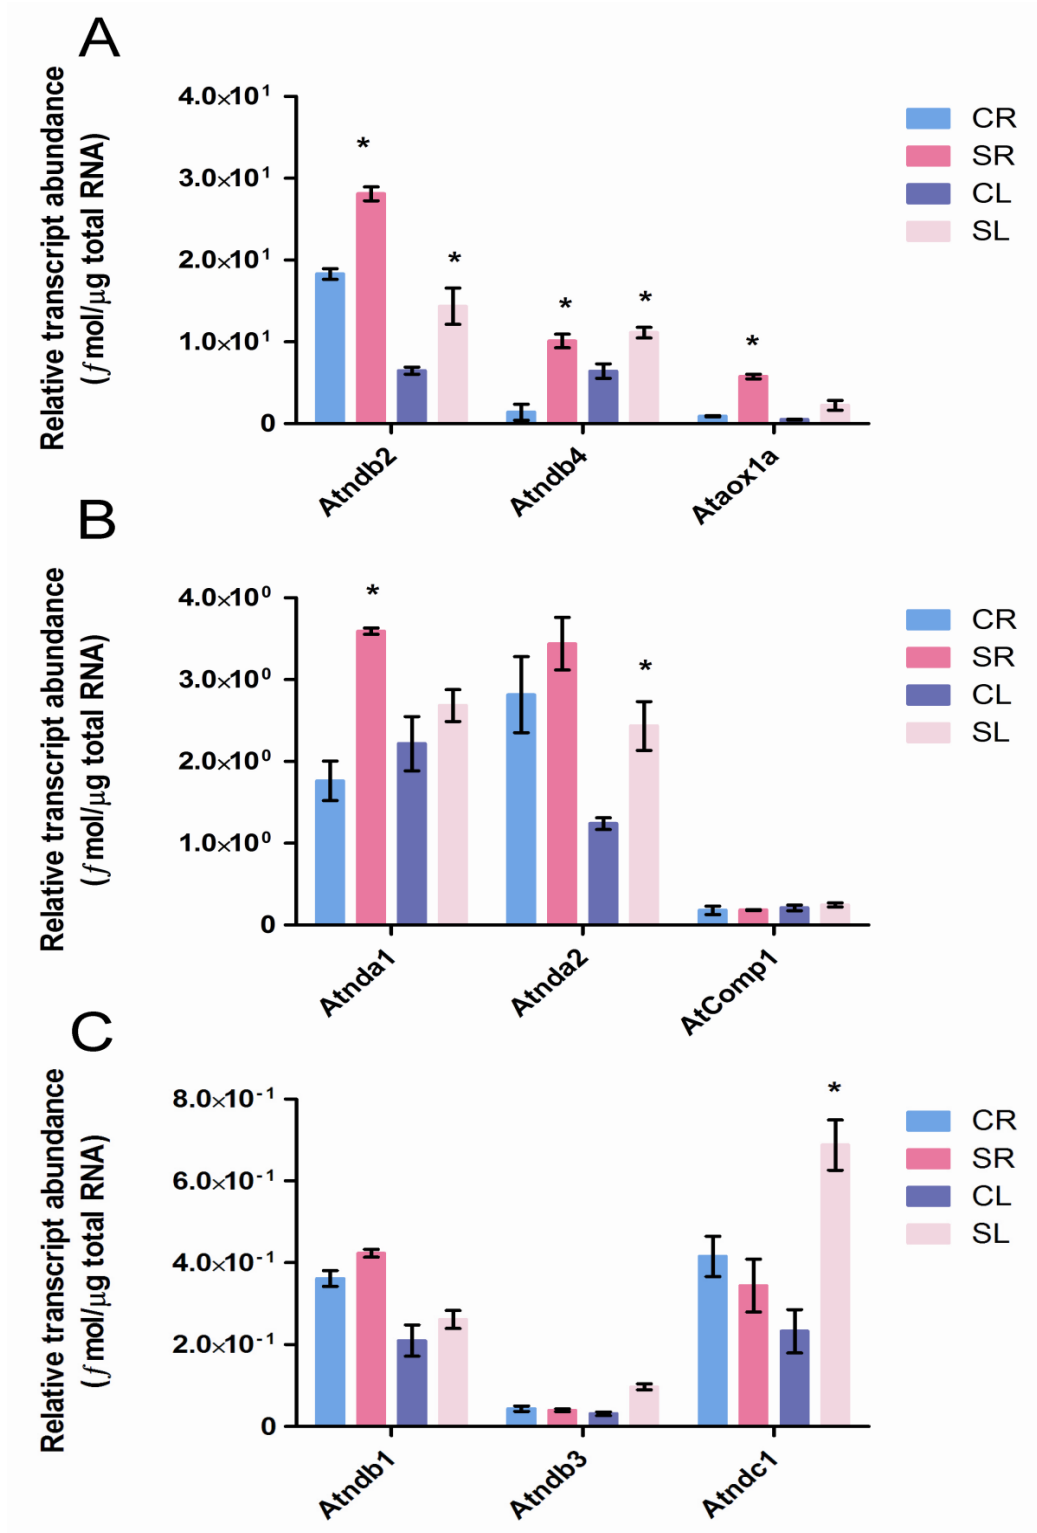 A
Relative transcript abundance
(fmol/µg total RNA)
4.0×10¹
3.0×10¹
2.0×10¹
1.0×10¹
0
*
*
*
*
*
Atndb2
Atndb4
Ataox1a
CR
SR
CL
SL
B
Relative transcript abundance
(fmol/µg total RNA)
4.0×10⁰
3.0×10⁰
2.0×10⁰
1.0×10⁰
0
*
*
Atnda1
Atnda2
AtComp1
CR
SR
CL
SL
C
Relative transcript abundance
(fmol/µg total RNA)
8.0×10⁻¹
6.0×10⁻¹
4.0×10⁻¹
2.0×10⁻¹
0
*
Atndb1
Atndb3
Atndc1
CR
SR
CL
SL